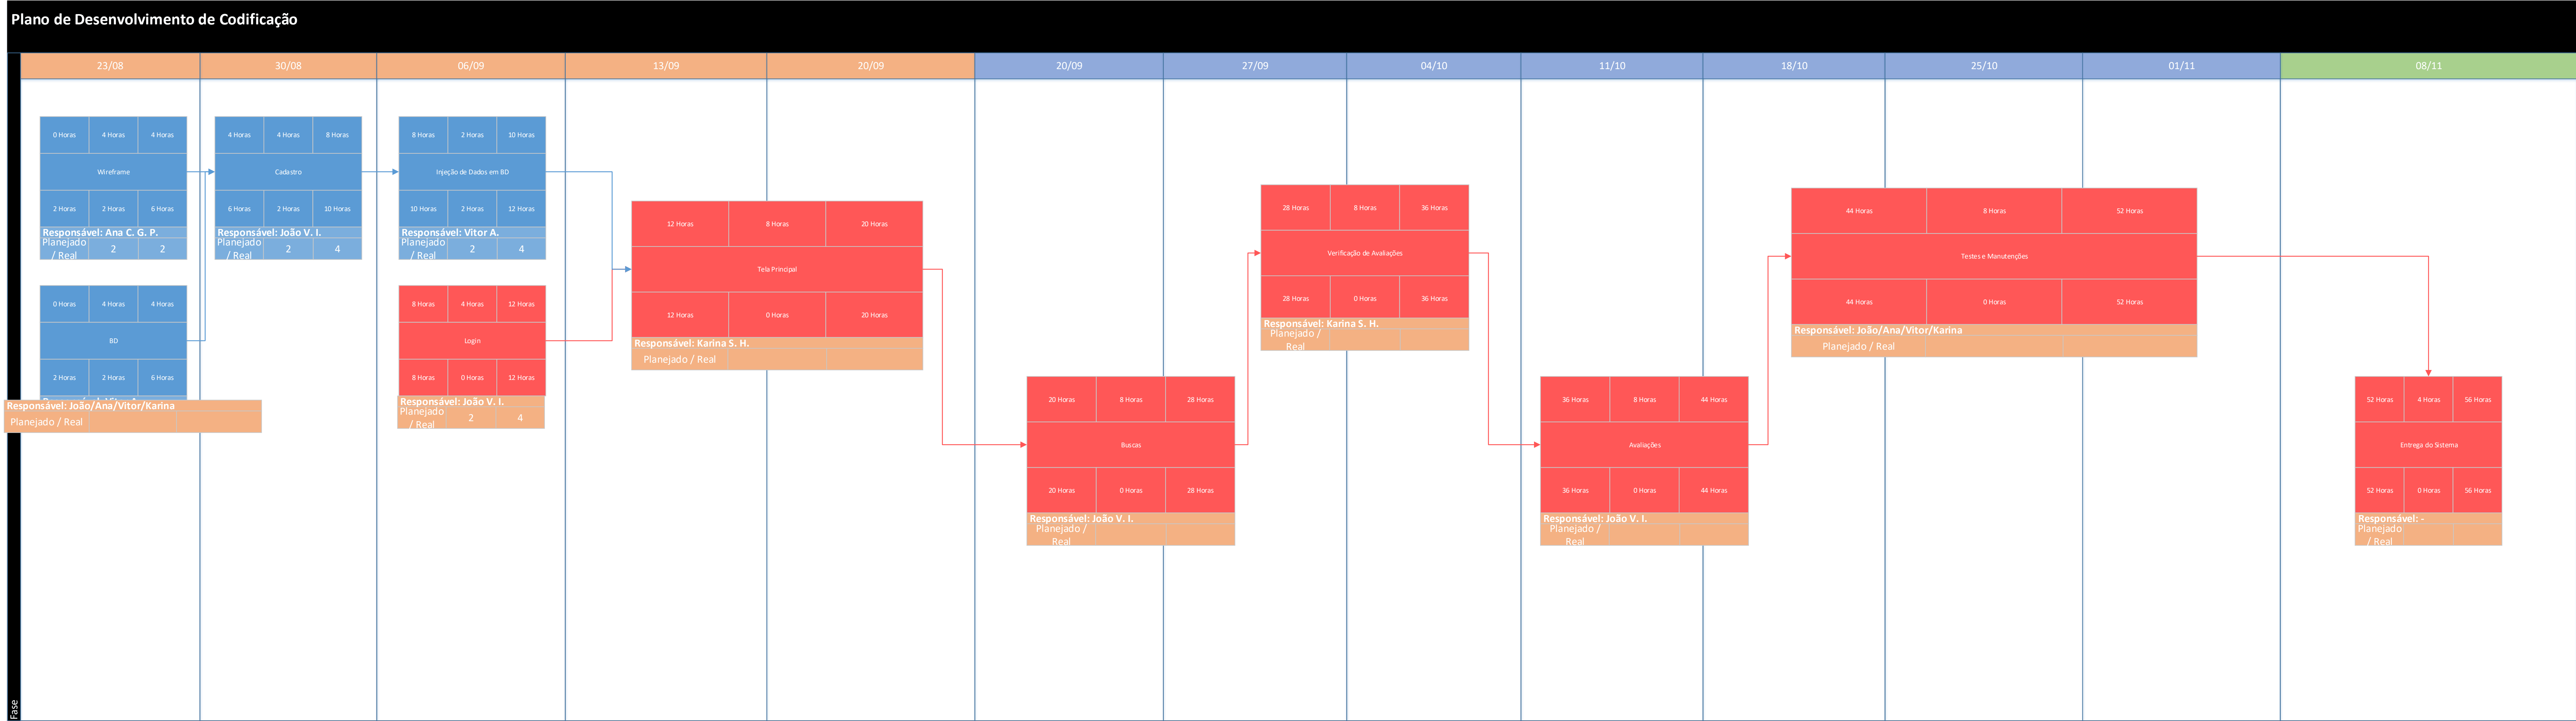 Plano de Desenvolvimento de Codificação
23/08
30/08
06/09
13/09
20/09
20/09
27/09
04/10
11/10
18/10
25/10
01/11
08/11
Fase
0 Horas 4 Horas 4 Horas
Wireframe
2 Horas 2 Horas 6 Horas
Responsável: Ana C. G. P.
Planejado / Real 2 2
0 Horas 4 Horas 4 Horas
BD
2 Horas 2 Horas 6 Horas
Responsável: João/Ana/Vitor/Karina
Planejado / Real
4 Horas 4 Horas 8 Horas
Cadastro
6 Horas 2 Horas 10 Horas
Responsável: João V. I.
Planejado / Real 2 4
8 Horas 2 Horas 10 Horas
Injeção de Dados em BD
10 Horas 2 Horas 12 Horas
Responsável: Vitor A.
Planejado / Real 2 4
8 Horas 4 Horas 12 Horas
Login
8 Horas 0 Horas 12 Horas
Responsável: João V. I.
Planejado / Real 2 4
12 Horas 8 Horas 20 Horas
Tela Principal
12 Horas 0 Horas 20 Horas
Responsável: Karina S. H.
Planejado / Real
20 Horas 8 Horas 28 Horas
Buscas
20 Horas 0 Horas 28 Horas
Responsável: João V. I.
Planejado / Real
28 Horas 8 Horas 36 Horas
Verificação de Avaliações
28 Horas 0 Horas 36 Horas
Responsável: Karina S. H.
Planejado / Real
36 Horas 8 Horas 44 Horas
Avaliações
36 Horas 0 Horas 44 Horas
Responsável: João V. I.
Planejado / Real
44 Horas 8 Horas 52 Horas
Testes e Manutenções
44 Horas 0 Horas 52 Horas
Responsável: João/Ana/Vitor/Karina
Planejado / Real
52 Horas 4 Horas 56 Horas
Entrega do Sistema
52 Horas 0 Horas 56 Horas
Responsável: -
Planejado / Real